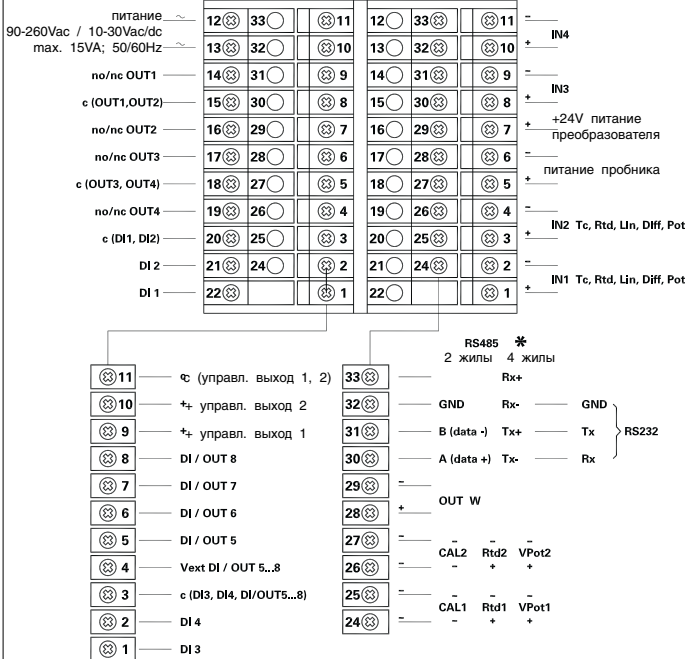 питание ~ 12 33 11 12 33 11 -
90-260Vac / 10-30Vac/dc IN4
max. 15VA; 50/60Hz ~ 13 32 10 13 32 10 +
no/nc OUT1 14 31 9 14 31 9 -
IN3
c (OUT1,OUT2) 15 30 8 15 30 8 +
no/nc OUT2 16 29 7 16 29 7 + +24V питание
преобразователя
no/nc OUT3 17 28 6 17 28 6 -
питание пробника
c (OUT3, OUT4) 18 27 5 18 27 5 +
no/nc OUT4 19 26 4 19 26 4 -
IN2 Tc, Rtd, Lin, Diff, Pot
c (DI1, DI2) 20 25 3 20 25 3 +
DI 2 21 24 2 21 24 2 -
IN1 Tc, Rtd, Lin, Diff, Pot
DI 1 22 1 22 1 +
RS485 *
2 жилы 4 жилы
11 c (управл. выход 1, 2)
10 + управл. выход 2
9 + управл. выход 1
8 DI / OUT 8
7 DI / OUT 7
6 DI / OUT 6
5 DI / OUT 5
4 Vext DI / OUT 5...8
3 c (DI3, DI4, DI/OUT5...8)
2 DI 4
1 DI 3
33 Rx+
32 GND Rx- GND
31 B (data -) Tx+ Tx RS232
30 A (data +) Tx- Rx
29 -
OUT W
28 +
27 - - - -
CAL2 Rtd2 VPot2
26 - - + +
25 - - - -
CAL1 Rtd1 VPot1
24 - - + +